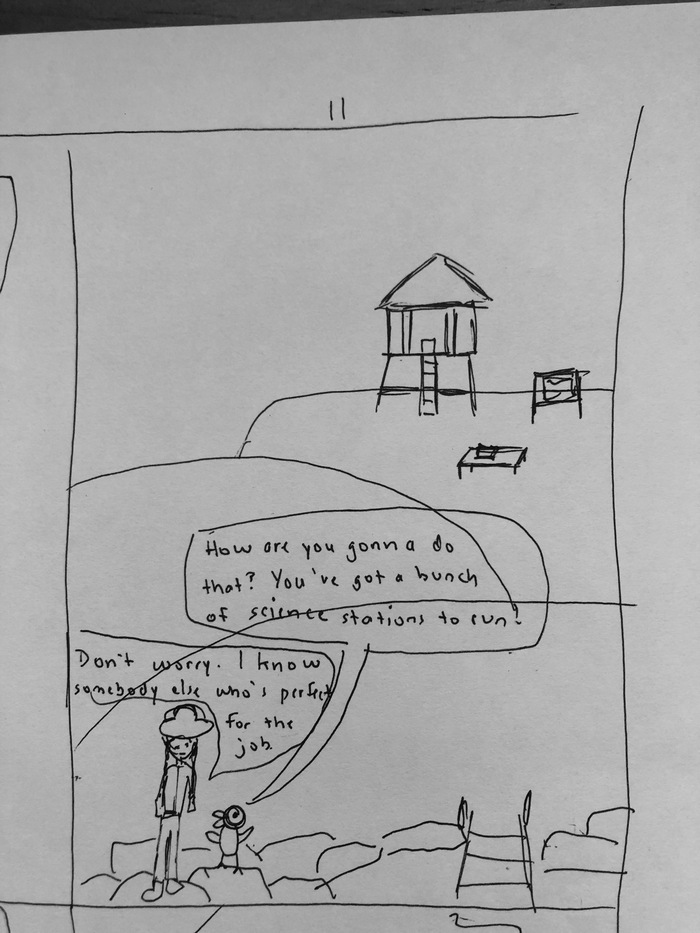 11
How are you gonna do
that? You've got a bunch
of science stations to run!
Don't worry. I know
somebody else who's perfect
for the
job.